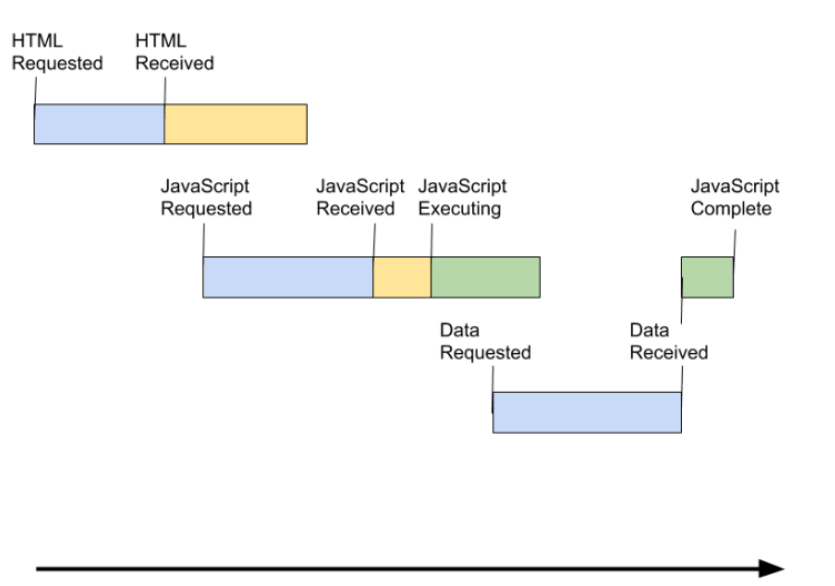 HTML
Requested
HTML
Received
JavaScript
Requested
JavaScript
Received
JavaScript
Executing
JavaScript
Complete
Data
Requested
Data
Received